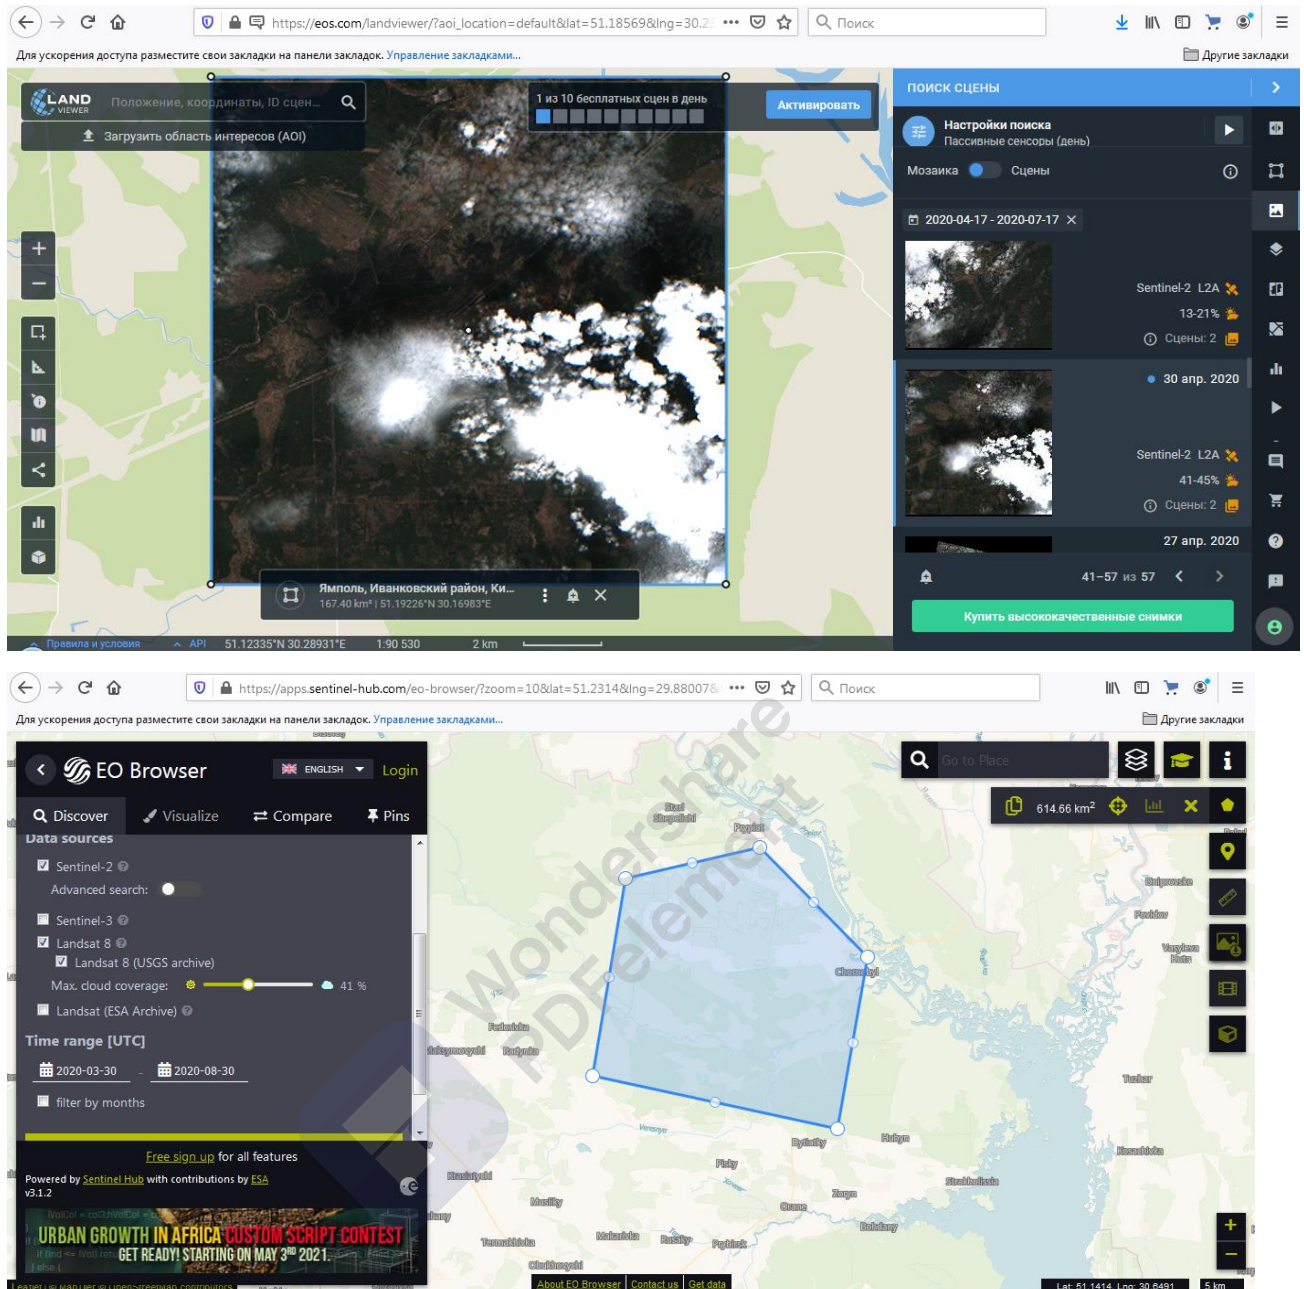 https://eos.com/landviewer/?aoi_location=default&lat=51.18569&lng=30.2
Поиск
Для ускорения доступа разместите свои закладки на панели закладок. Управление закладками...
Другие закладки
LAND
VIEWER
Положение, координаты, ID сцен...
Загрузить область интересов (AOI)
1 из 10 бесплатных сцен в день
Активировать
ПОИСК СЦЕНЫ
Настройки поиска
Пассивные сенсоры (день)
Мозаика Сцены
2020-04-17 - 2020-07-17
Sentinel-2 L2A
13-21%
Сцены: 2
30 апр. 2020
Sentinel-2 L2A
41-45%
Сцены: 2
27 апр. 2020
41–57 из 57
Купить высококачественные снимки
Ямполь, Иванковский район, Ки...
167.40 km² | 51.19226°N 30.16983°E
Правила и условия
API
51.12335°N 30.28931°E
1:90 530
2 km
https://apps.sentinel-hub.com/eo-browser/?zoom=10&lat=51.2314&lng=29.88007&
Поиск
Для ускорения доступа разместите свои закладки на панели закладок. Управление закладками...
Другие закладки
EO Browser
ENGLISH
Login
Go to Place
Discover
Visualize
Compare
Pins
614.66 km²
Data sources
Sentinel-2
Advanced search:
Sentinel-3
Landsat 8
Landsat 8 (USGS archive)
Max. cloud coverage:
41 %
Landsat (ESA Archive)
Time range [UTC]
2020-03-30 - 2020-08-30
filter by months
Free sign up for all features
Powered by Sentinel Hub with contributions by ESA
v3.1.2
URBAN GROWTH IN AFRICA CUSTOM SCRIPT CONTEST
GET READY! STARTING ON MAY 3RD 2021.
Leaflet | © MapTiler © OpenStreetMap contributors
About EO Browser
Contact us
Get data
Lat: 51.1414, Lng: 30.6491
5 km
Wondershare
PDFelement